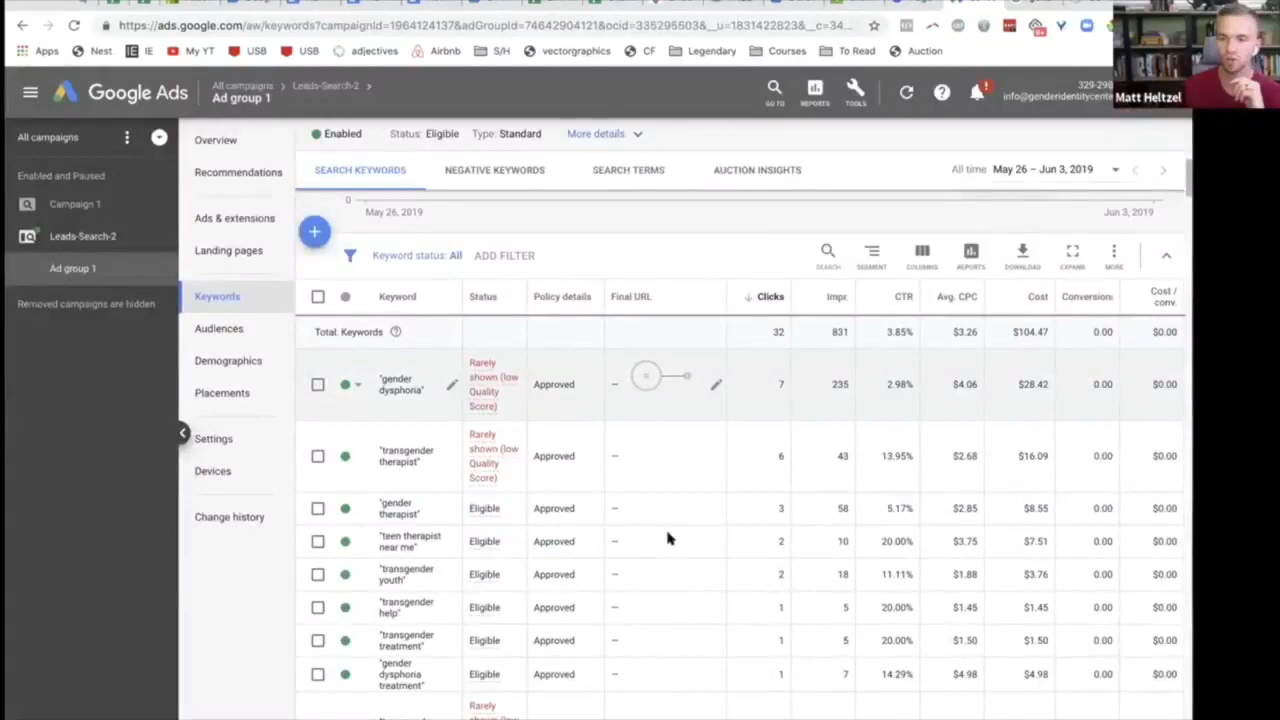 https://ads.google.com/aw/keywords?campaignId=1964124137&adGroupId=74642904121&ocid=335295503&__u=1831422823&__c=34...
Apps Nest IE My YT USB USB adjectives Airbnb S/H vectorgraphics CF Legendary Courses To Read Auction
Matt Heltzel
Google Ads
All campaigns > Leads-Search-2 >
Ad group 1
GO TO REPORTS TOOLS
329-29
info@genderidentitycente
All campaigns
Enabled and Paused
Campaign 1
Leads-Search-2
Ad group 1
Removed campaigns are hidden
Overview
Recommendations
Ads & extensions
Landing pages
Keywords
Audiences
Demographics
Placements
Settings
Devices
Change history
Enabled Status: Eligible Type: Standard More details
SEARCH KEYWORDS NEGATIVE KEYWORDS SEARCH TERMS AUCTION INSIGHTS All time May 26 – Jun 3, 2019
0
May 26, 2019 Jun 3, 2019
Keyword status: All ADD FILTER
SEARCH SEGMENT COLUMNS REPORTS DOWNLOAD EXPAND MORE
Keyword Status Policy details Final URL Clicks Impr. CTR Avg. CPC Cost Conversions Cost / conv.
Total: Keywords 32 831 3.85% $3.26 $104.47 0.00 $0.00
"gender dysphoria" Rarely shown (low Quality Score) Approved – 7 235 2.98% $4.06 $28.42 0.00 $0.00
"transgender therapist" Rarely shown (low Quality Score) Approved – 6 43 13.95% $2.68 $16.09 0.00 $0.00
"gender therapist" Eligible Approved – 3 58 5.17% $2.85 $8.55 0.00 $0.00
"teen therapist near me" Eligible Approved – 2 10 20.00% $3.75 $7.51 0.00 $0.00
"transgender youth" Eligible Approved – 2 18 11.11% $1.88 $3.76 0.00 $0.00
"transgender help" Eligible Approved – 1 5 20.00% $1.45 $1.45 0.00 $0.00
"transgender treatment" Eligible Approved – 1 5 20.00% $1.50 $1.50 0.00 $0.00
"gender dysphoria treatment" Eligible Approved – 1 7 14.29% $4.98 $4.98 0.00 $0.00
Rarely